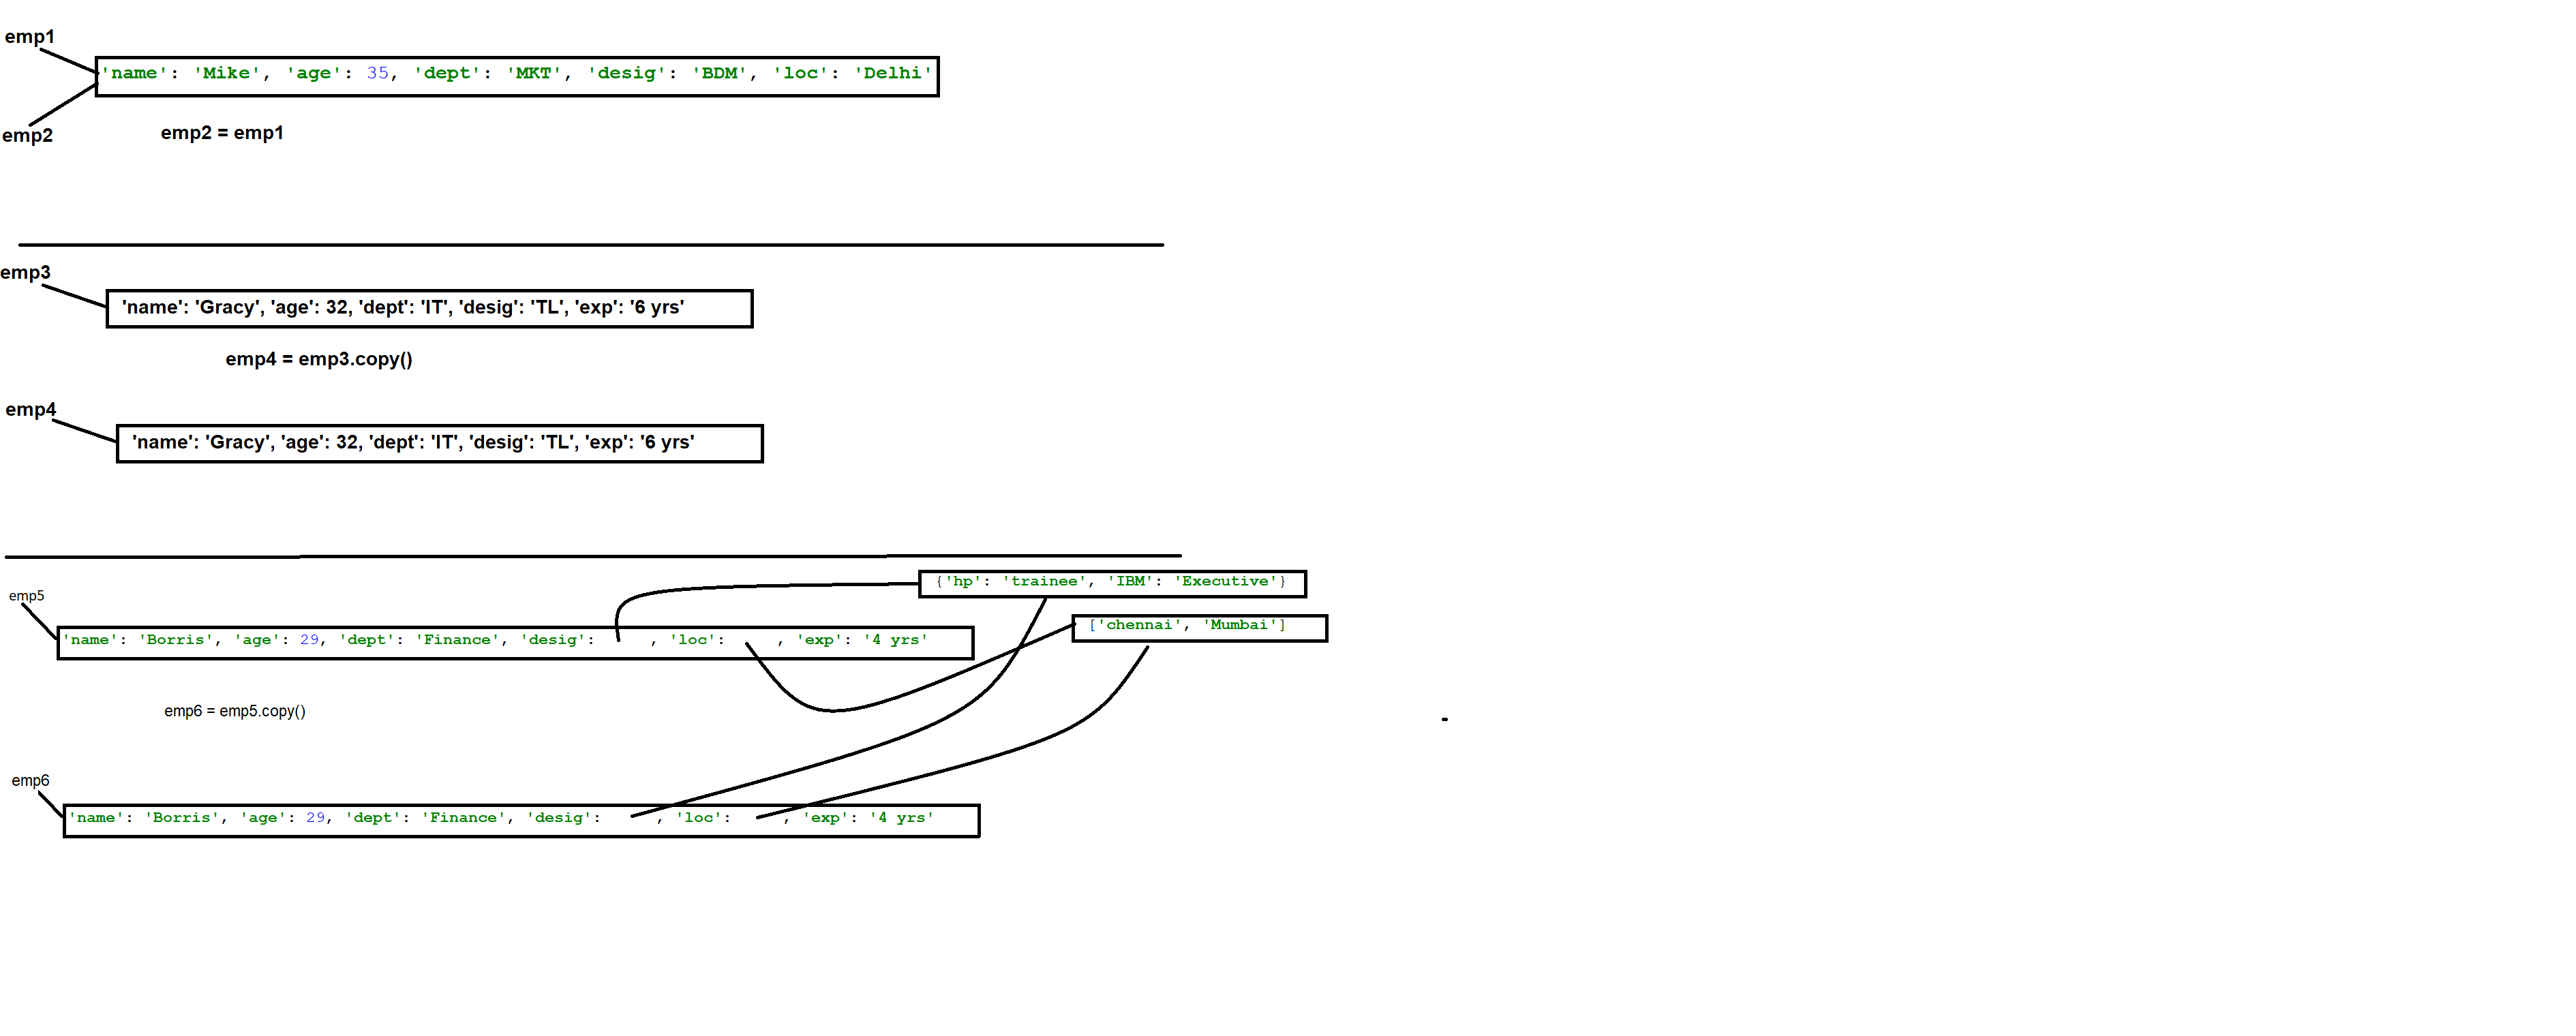 emp1
'name': 'Mike', 'age': 35, 'dept': 'MKT', 'desig': 'BDM', 'loc': 'Delhi'
emp2
emp2 = emp1
emp3
'name': 'Gracy', 'age': 32, 'dept': 'IT', 'desig': 'TL', 'exp': '6 yrs'
emp4 = emp3.copy()
emp4
'name': 'Gracy', 'age': 32, 'dept': 'IT', 'desig': 'TL', 'exp': '6 yrs'
{'hp': 'trainee', 'IBM': 'Executive'}
emp5
['chennai', 'Mumbai']
'name': 'Borris', 'age': 29, 'dept': 'Finance', 'desig': , 'loc': , 'exp': '4 yrs'
emp6 = emp5.copy()
emp6
'name': 'Borris', 'age': 29, 'dept': 'Finance', 'desig': , 'loc': , 'exp': '4 yrs'